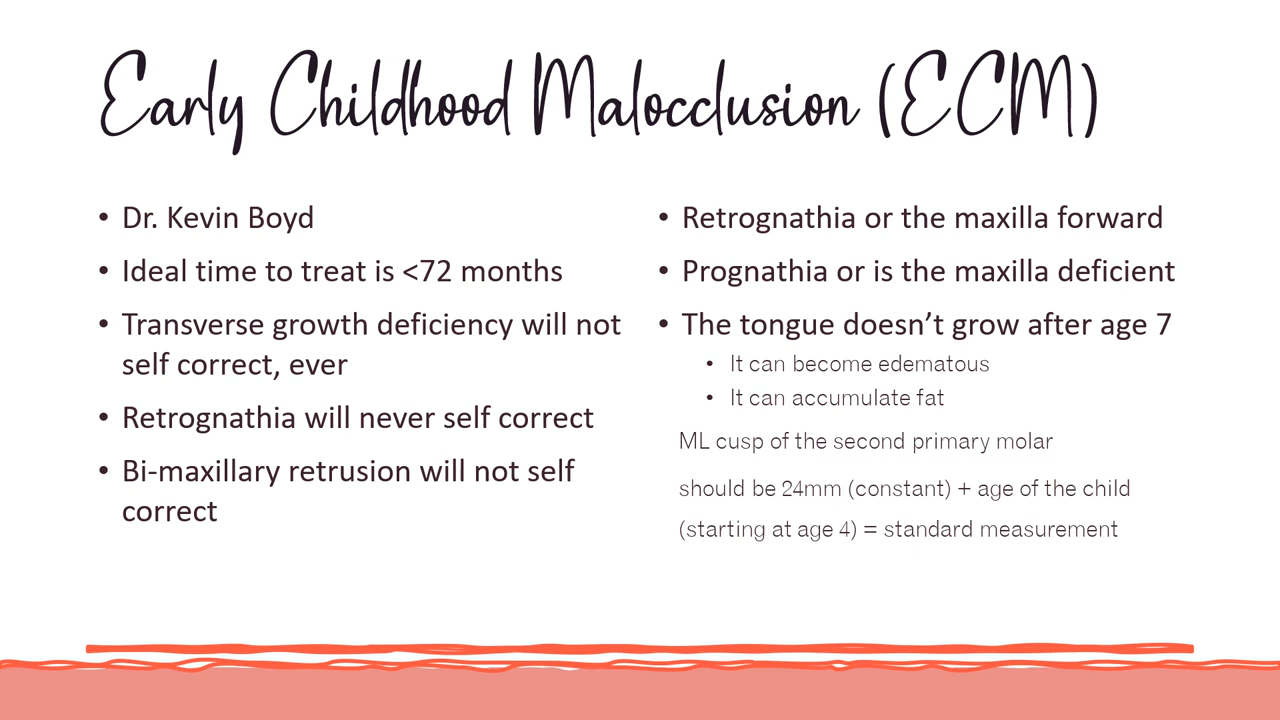 Early Childhood Malocclusion (ECM)
• Dr. Kevin Boyd
• Ideal time to treat is <72 months
• Transverse growth deficiency will not
self correct, ever
• Retrognathia will never self correct
• Bi-maxillary retrusion will not self
correct
• Retrognathia or the maxilla forward
• Prognathia or is the maxilla deficient
• The tongue doesn’t grow after age 7
• It can become edematous
• It can accumulate fat
ML cusp of the second primary molar
should be 24mm (constant) + age of the child
(starting at age 4) = standard measurement